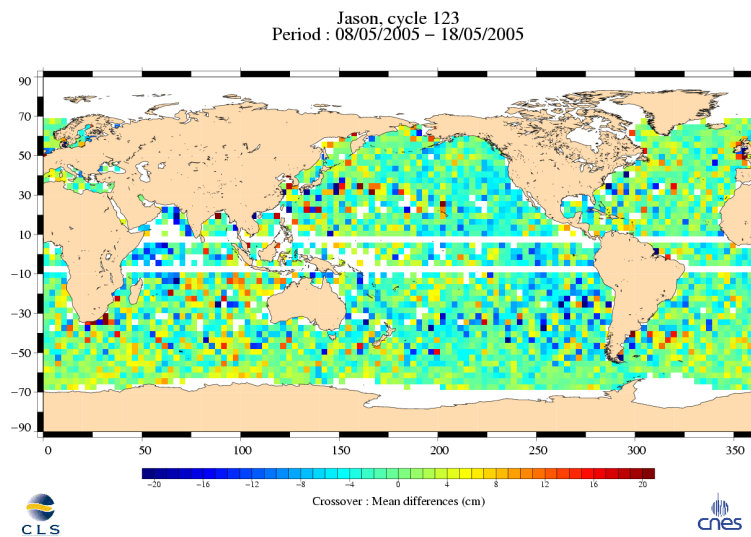 Jason, cycle 123
Period : 08/05/2005 − 18/05/2005
90
70
50
30
10
−10
−30
−50
−70
−90
0 50 100 150 200 250 300 350
−20 −16 −12 −8 −4 0 4 8 12 16 20
Crossover : Mean differences (cm)
CLS
cnes